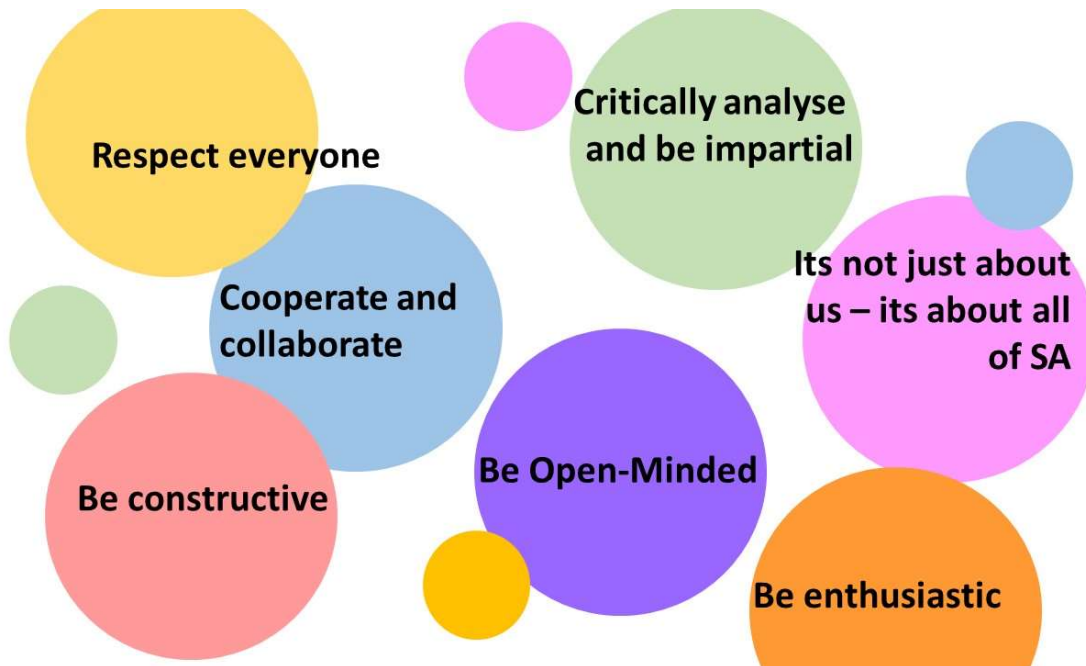 Respect everyone
Critically analyse
and be impartial
Cooperate and
collaborate
Its not just about
us – its about all
of SA
Be constructive
Be Open-Minded
Be enthusiastic